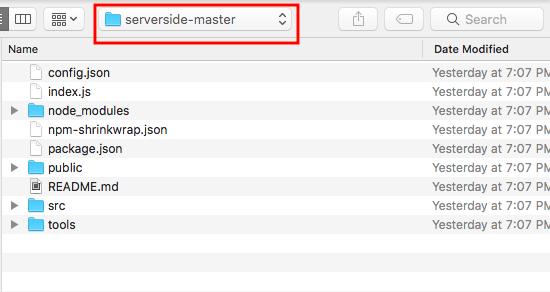 serverside-master
Search
Name Date Modified
config.json Yesterday at 7:07 PM
index.js Yesterday at 7:07 PM
node_modules Yesterday at 7:07 PM
npm-shrinkwrap.json Yesterday at 7:07 PM
package.json Yesterday at 7:07 PM
public Yesterday at 7:07 PM
README.md Yesterday at 7:07 PM
src Yesterday at 7:07 PM
tools Yesterday at 7:07 PM